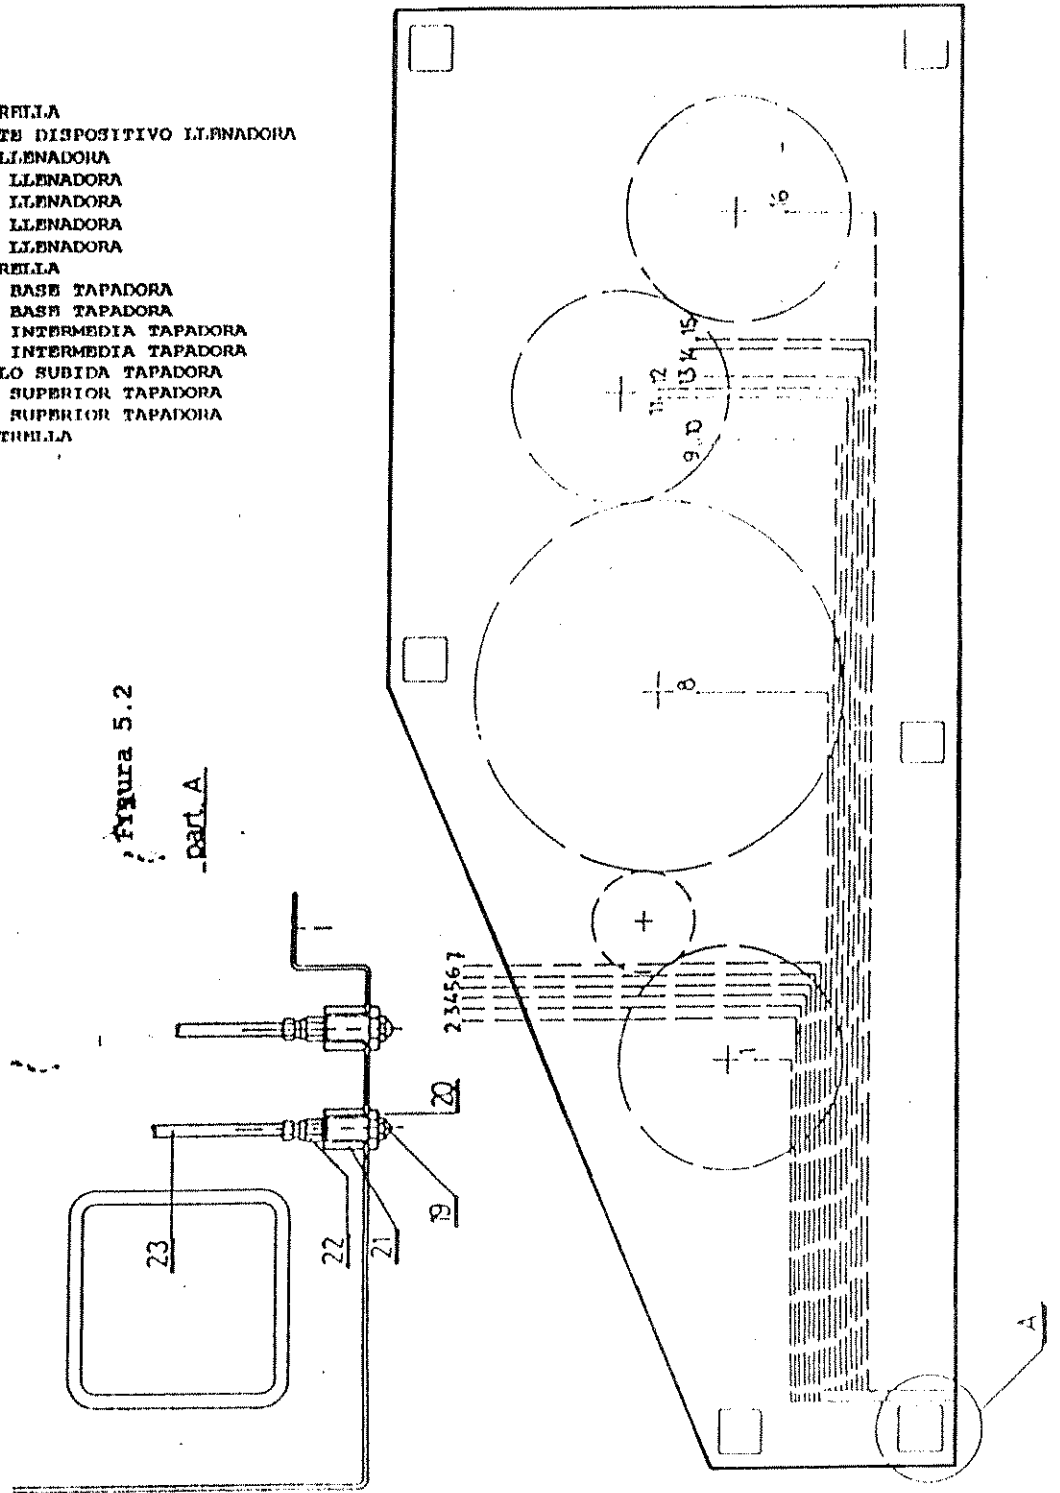 RELLA
TE DISPOSITIVO LLENADORA
LLENADORA
LLENADORA
LLENADORA
LLENADORA
LLENADORA
RELLA
BASE TAPADORA
BASE TAPADORA
INTERMEDIA TAPADORA
INTERMEDIA TAPADORA
LO SUBIDA TAPADORA
SUPERIOR TAPADORA
SUPERIOR TAPADORA
TRELLA
Figura 5.2
part. A
23
22
21
20
19
16
15
14
13
12
11
9 10
8
2 3 4 5 6 7
1
A